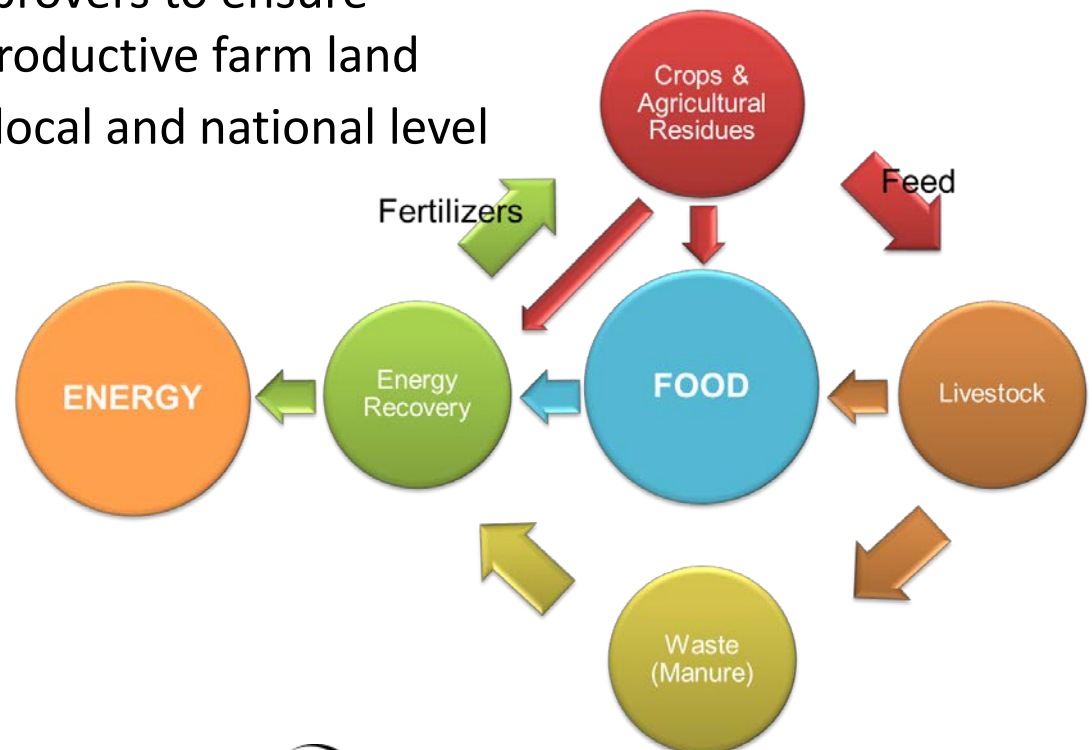 roductive farm land
local and national level
Crops &
Agricultural
Residues
Feed
Fertilizers
ENERGY
Energy
Recovery
FOOD
Livestock
Waste
(Manure)